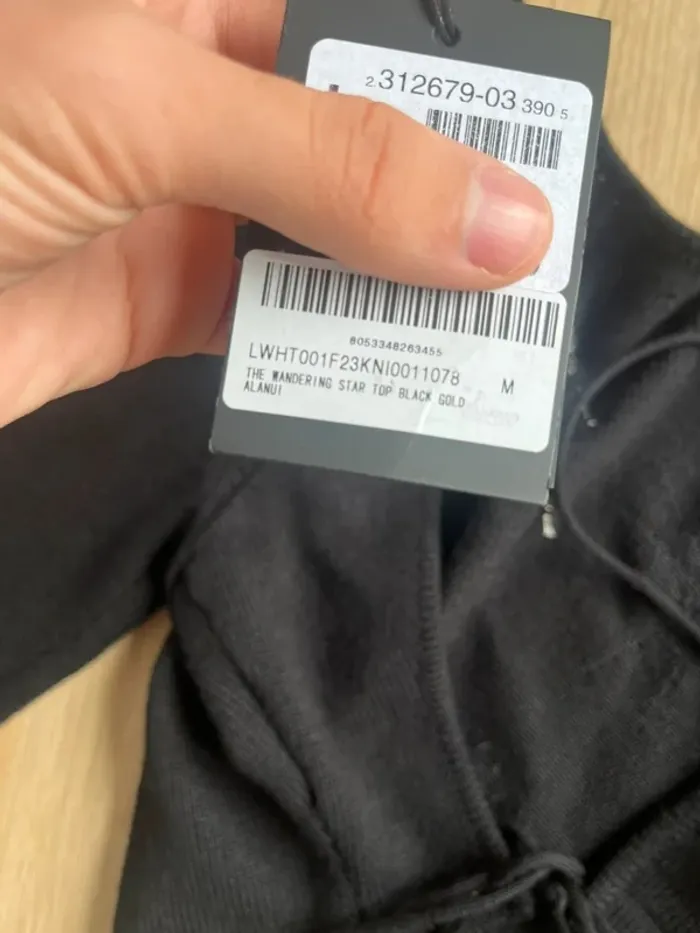 2 312679-03 390 5
8053348263455
LWHT001F23KNI0011078 M
THE WANDERING STAR TOP BLACK GOLD
ALANUI